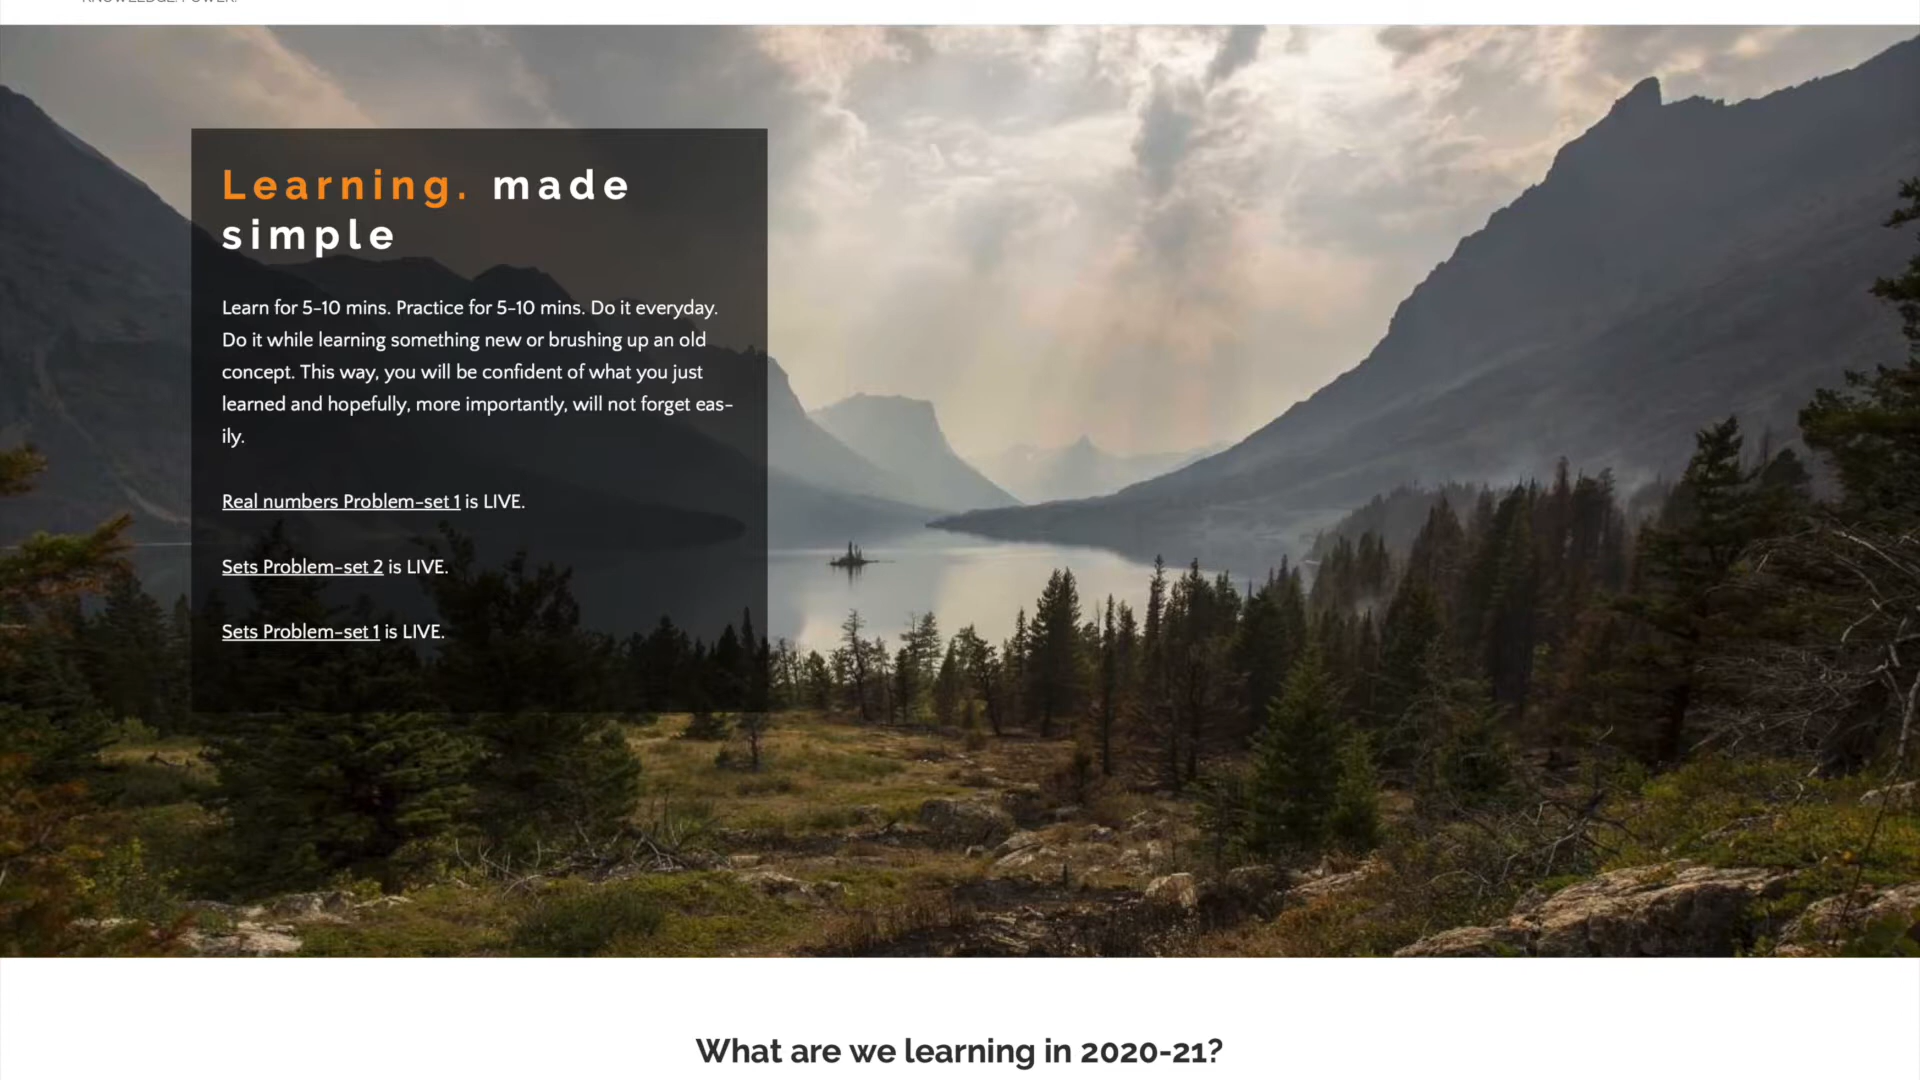 KNOWLEDGE. POWER.
Learning. made
simple
Learn for 5-10 mins. Practice for 5-10 mins. Do it everyday.
Do it while learning something new or brushing up an old
concept. This way, you will be confident of what you just
learned and hopefully, more importantly, will not forget eas-
ily.
Real numbers Problem-set 1 is LIVE.
Sets Problem-set 2 is LIVE.
Sets Problem-set 1 is LIVE.
What are we learning in 2020-21?